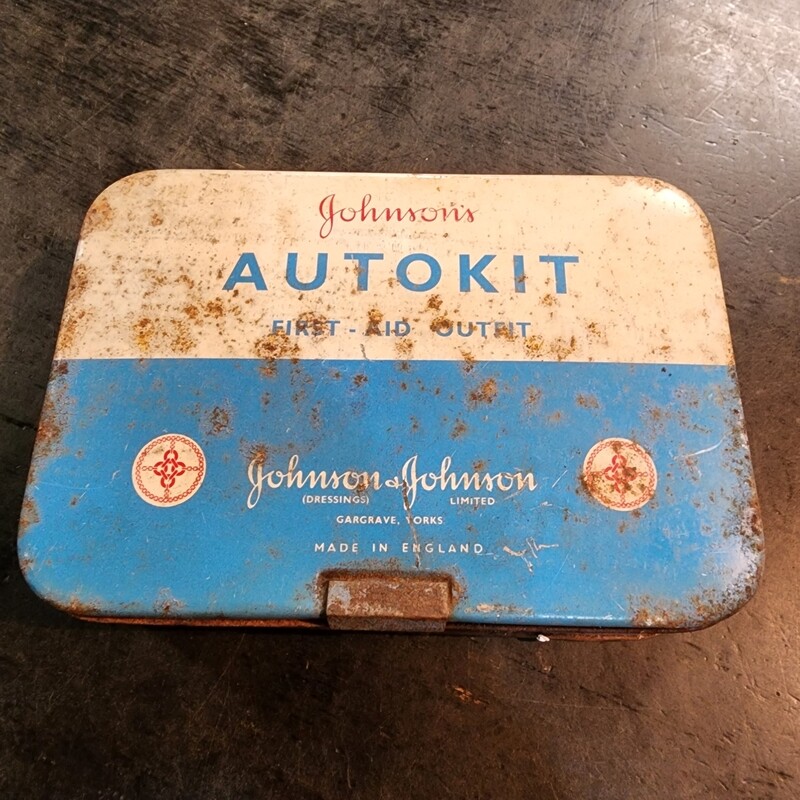 Johnson's
AUTOKIT
FIRST-AID OUTFIT
Johnson & Johnson
(DRESSINGS) LIMITED
GARGRAVE, YORKS
MADE IN ENGLAND